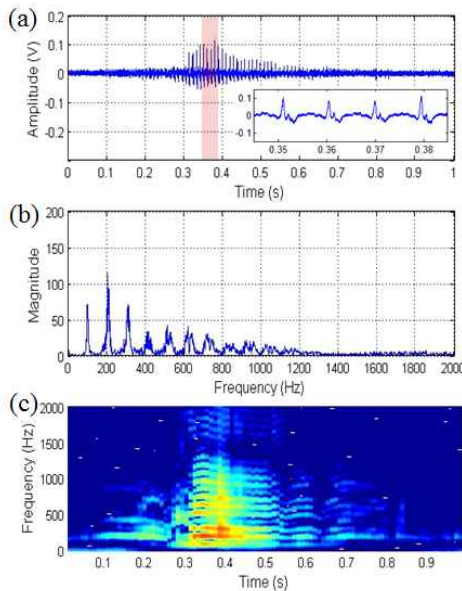 (a)
Amplitude (V)
0.2
0.1
0
-0.1
-0.2
0.1
0
-0.1
0.35 0.36 0.37 0.38
0 0.1 0.2 0.3 0.4 0.5 0.6 0.7 0.8 0.9 1
Time (s)
(b)
Magnitude
200
150
100
50
0
0 200 400 600 800 1000 1200 1400 1600 1800 2000
Frequency (Hz)
(c)
Frequency (Hz)
2000
1500
1000
500
0
0.1 0.2 0.3 0.4 0.5 0.6 0.7 0.8 0.9
Time (s)